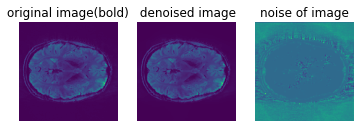 original image(bold)
denoised image
noise of image